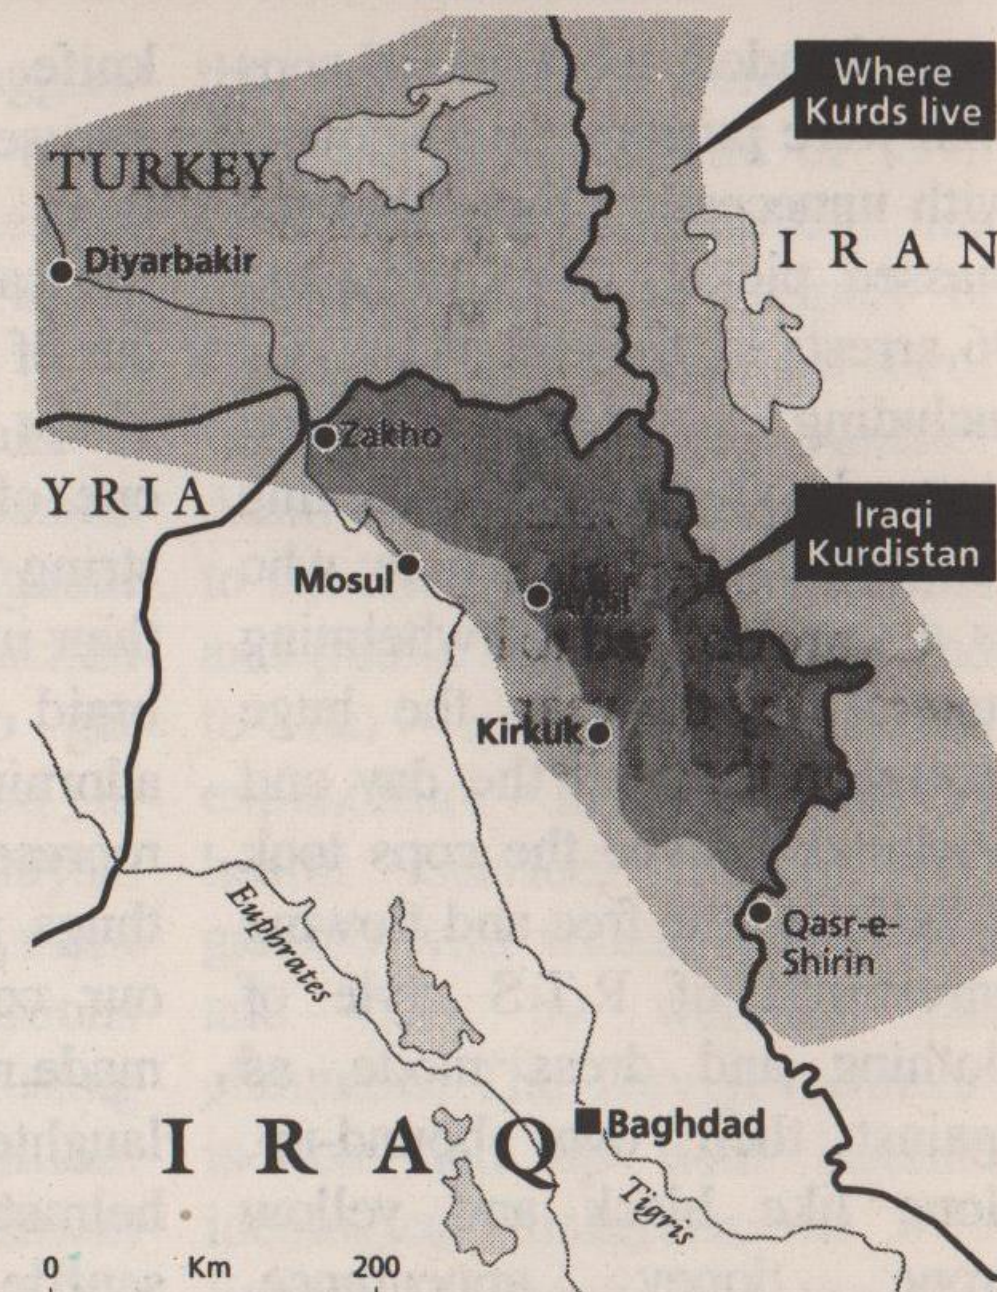 Where
Kurds live
TURKEY
IRAN
Diyarbakir
Zakho
YRIA
Iraqi
Kurdistan
Mosul
Kirkuk
Qasr-e-
Shirin
Euphrates
IRAQ
Baghdad
Tigris
0 Km 200